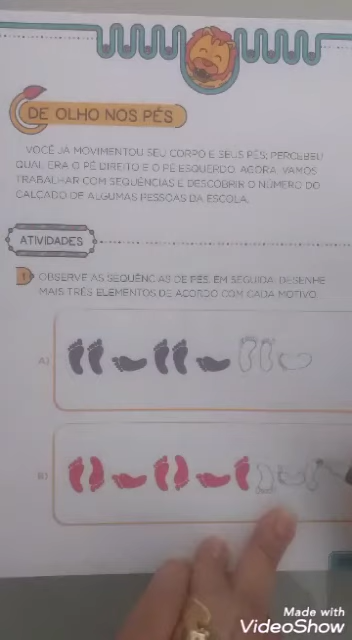 DE OLHO NOS PÉS
VOCÊ JÁ MOVIMENTOU SEU CORPO E SEUS PÉS, PERCEBEU
QUAL ERA O PÉ DIREITO E O PÉ ESQUERDO. AGORA, VAMOS
TRABALHAR COM SEQUÊNCIAS E DESCOBRIR O NÚMERO DO
CALÇADO DE ALGUMAS PESSOAS DA ESCOLA.
ATIVIDADES
1 OBSERVE AS SEQUÊNCIAS DE PÉS. EM SEGUIDA, DESENHE
MAIS TRÊS ELEMENTOS DE ACORDO COM CADA MOTIVO.
A)
B)
Made with
VideoShow